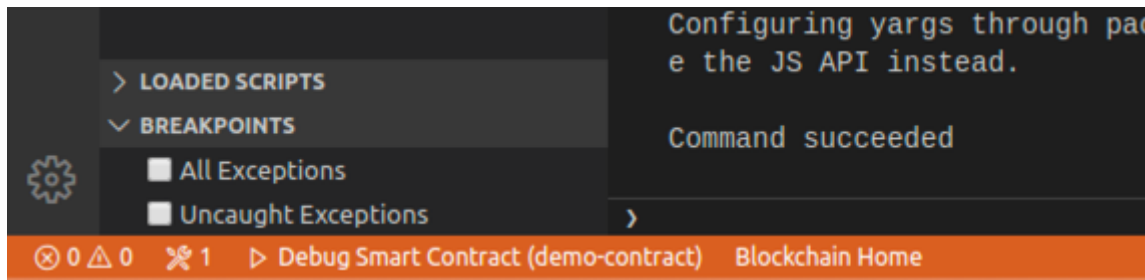 Configuring yargs through pac
e the JS API instead.
LOADED SCRIPTS
BREAKPOINTS
Command succeeded
All Exceptions
Uncaught Exceptions
0 0 1 Debug Smart Contract (demo-contract) Blockchain Home